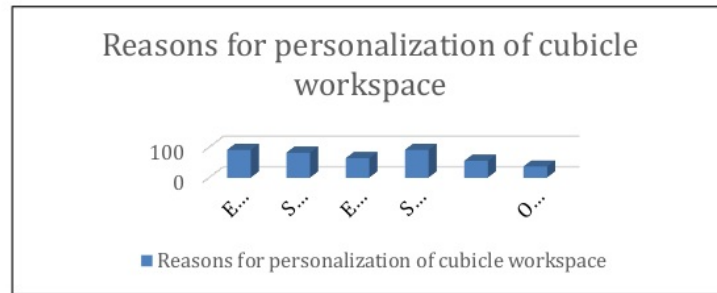 Reasons for personalization of cubicle
workspace
100
0
E...
S...
E...
S...
O...
Reasons for personalization of cubicle workspace